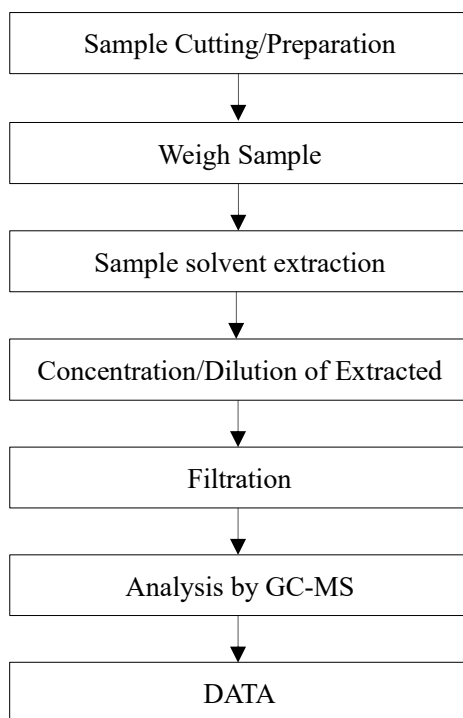 Sample Cutting/Preparation
Weigh Sample
Sample solvent extraction
Concentration/Dilution of Extracted
Filtration
Analysis by GC-MS
DATA